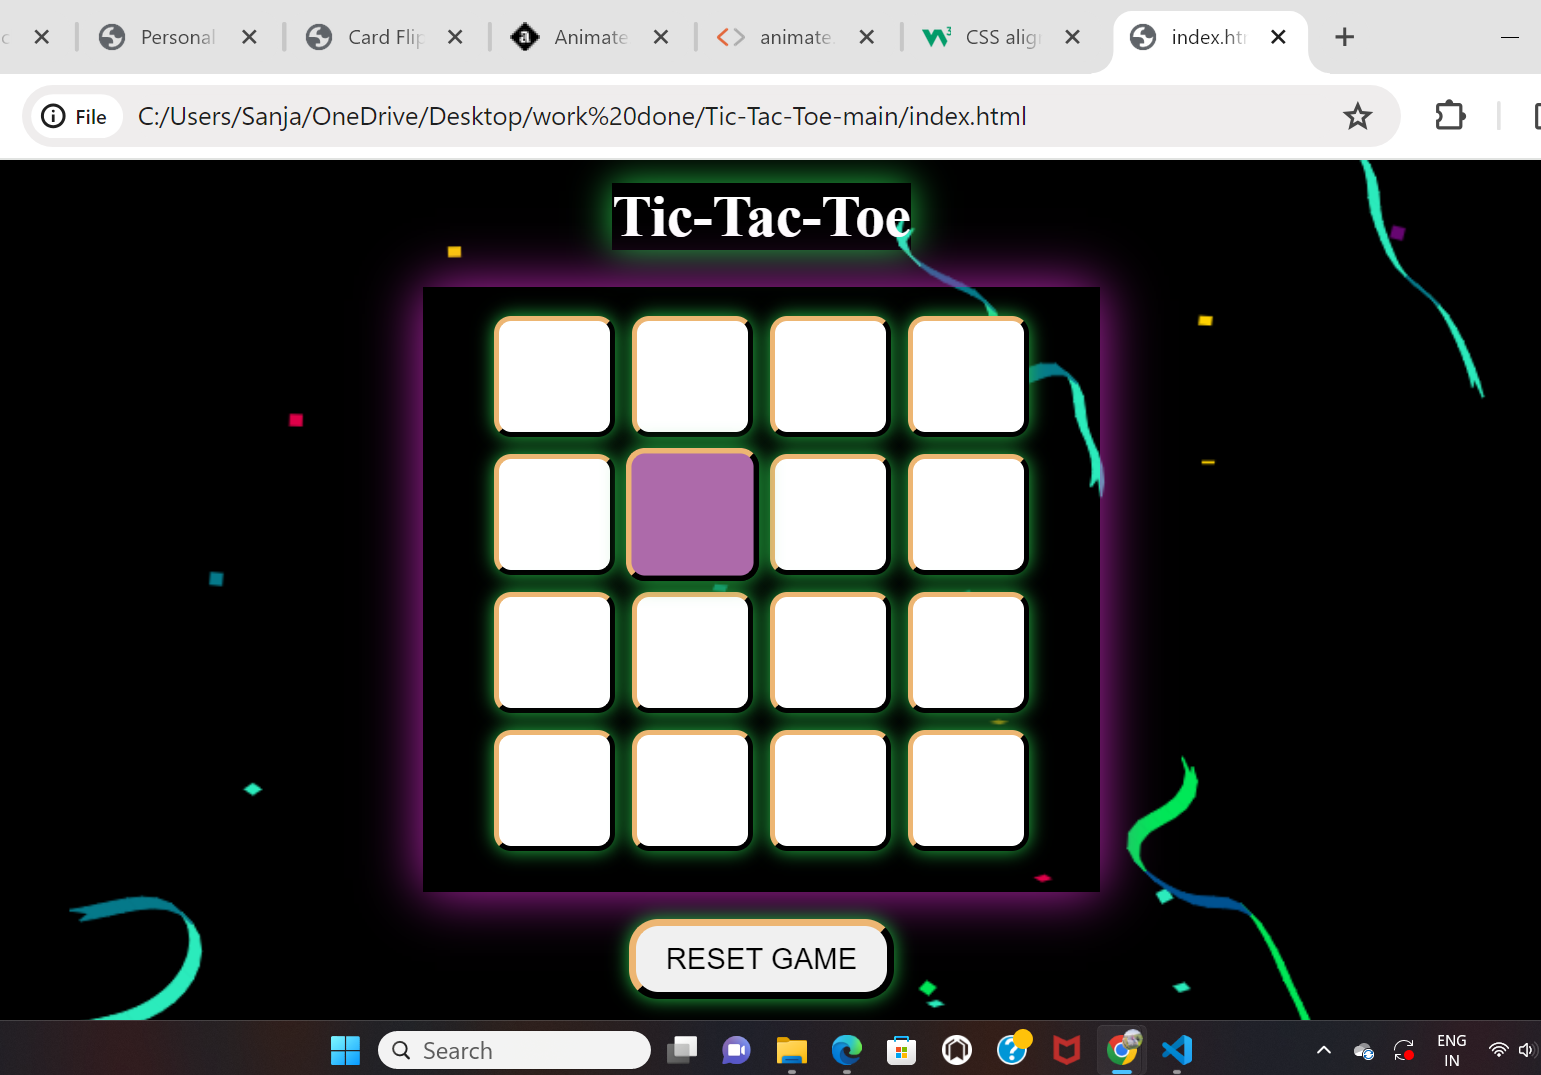 Personal
Card Flip
Animate
animate.
CSS alig
index.ht
File
C:/Users/Sanja/OneDrive/Desktop/work%20done/Tic-Tac-Toe-main/index.html
Tic-Tac-Toe
RESET GAME
Search
ENG
IN